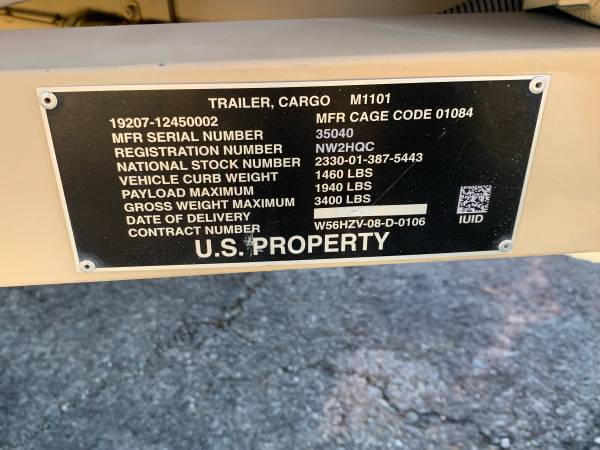 TRAILER, CARGO M1101
19207-12450002 MFR CAGE CODE 01084
MFR SERIAL NUMBER 35040
REGISTRATION NUMBER NW2HQC
NATIONAL STOCK NUMBER 2330-01-387-5443
VEHICLE CURB WEIGHT 1460 LBS
PAYLOAD MAXIMUM 1940 LBS
GROSS WEIGHT MAXIMUM 3400 LBS
DATE OF DELIVERY
CONTRACT NUMBER W56HZV-08-D-0106
IUID
U.S. PROPERTY